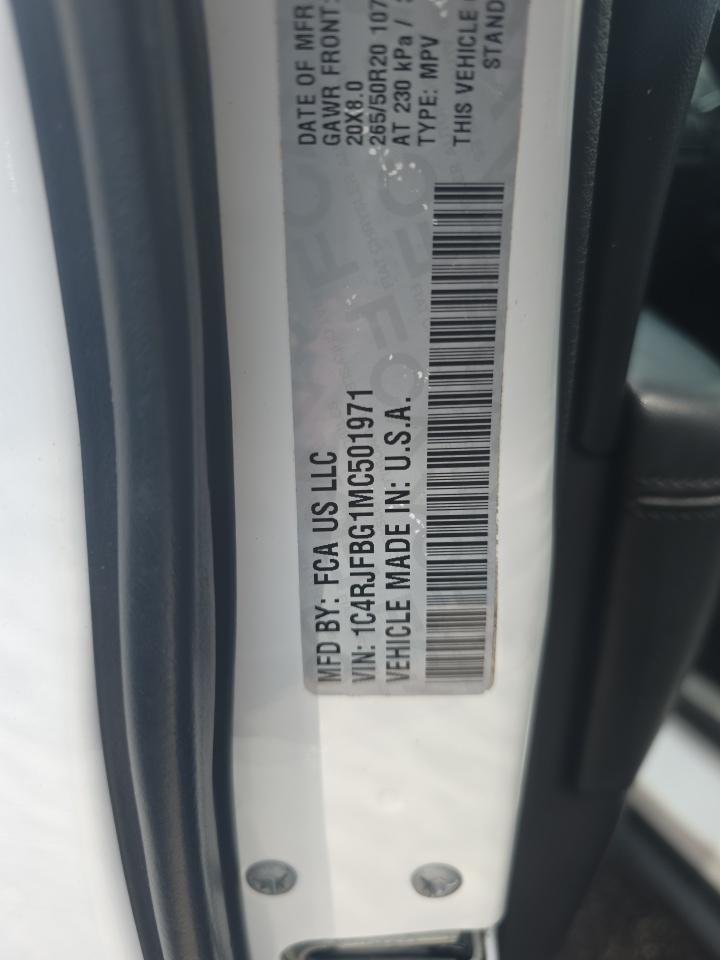 DATE OF MFR
GAWR FRONT:
20X8.0
265/50R20 107
AT 230 kPa /
TYPE: MPV
THIS VEHICLE
STAND
MFD BY: FCA US LLC
VIN: 1C4RJFBG1MC501971
VEHICLE MADE IN: U.S.A.